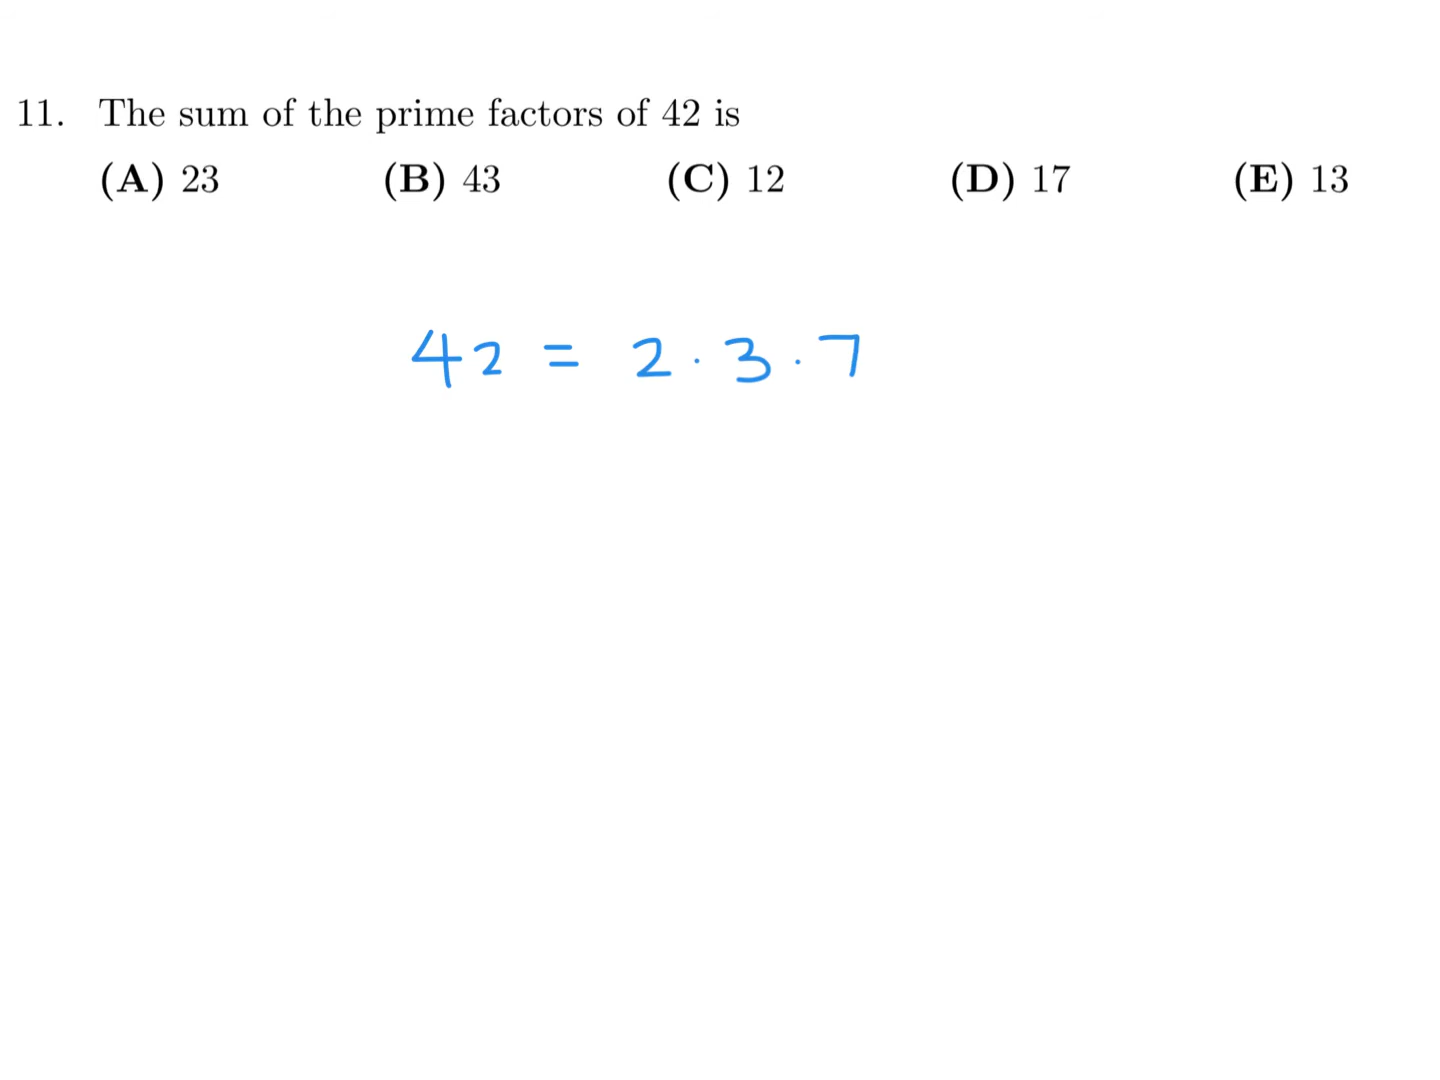 11. The sum of the prime factors of 42 is
(A) 23 (B) 43 (C) 12 (D) 17 (E) 13
42 = 2 · 3 · 7